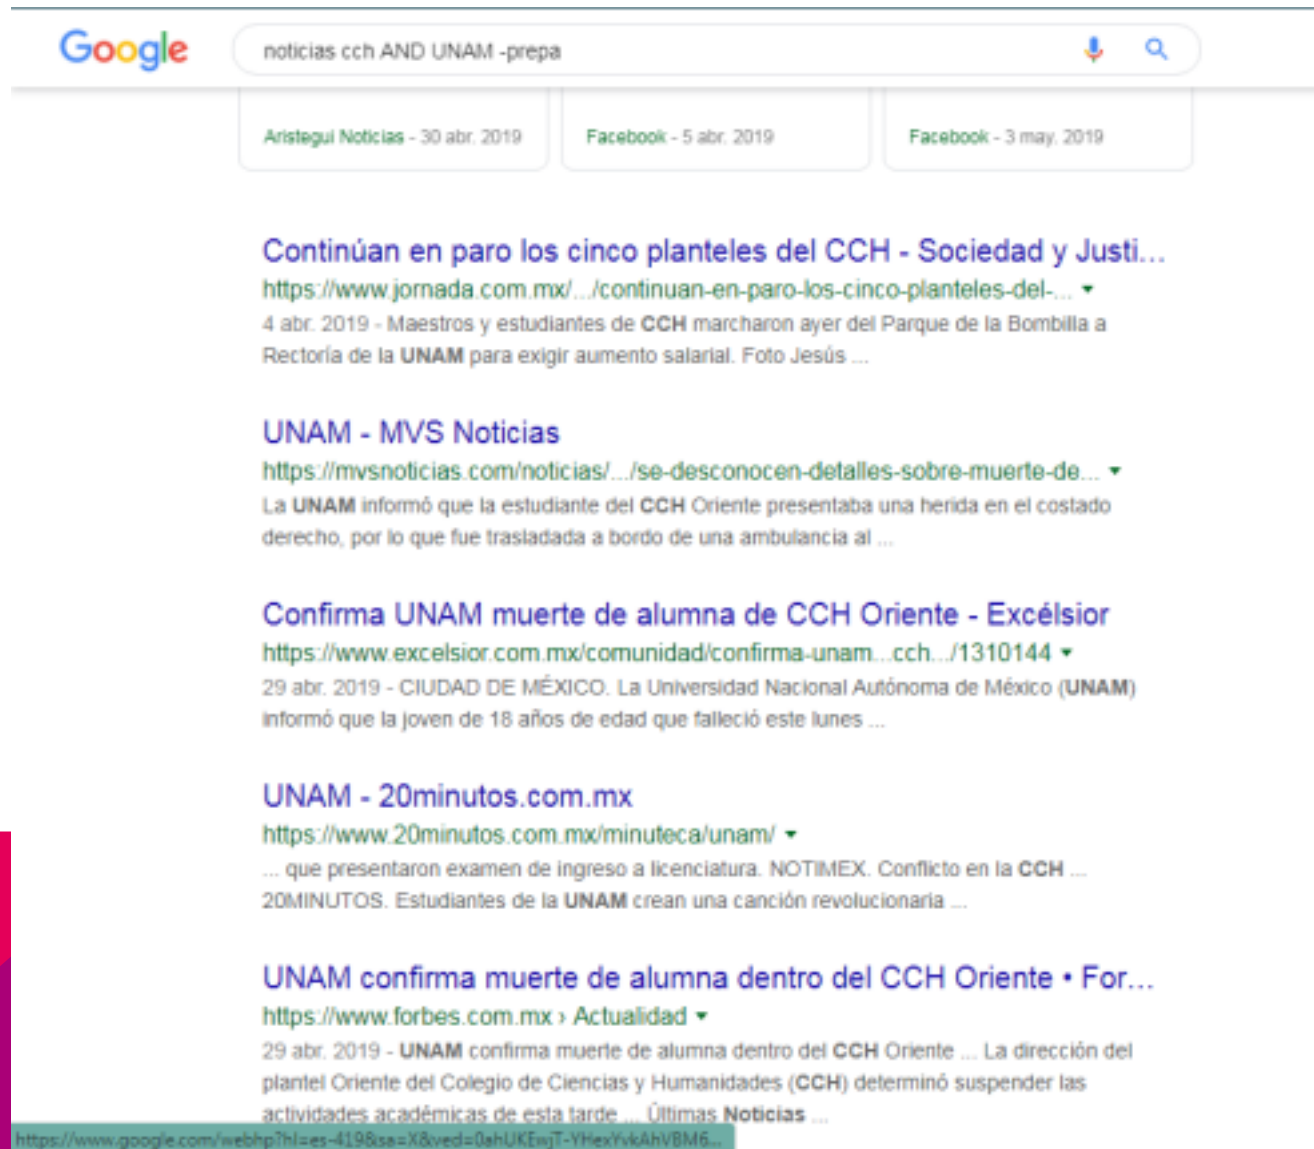 Google
noticias cch AND UNAM -prepa
Aristegui Noticias - 30 abr. 2019
Facebook - 5 abr. 2019
Facebook - 3 may. 2019
Continúan en paro los cinco planteles del CCH - Sociedad y Justi...
https://www.jornada.com.mx/.../continuan-en-paro-los-cinco-planteles-del-...
4 abr. 2019 - Maestros y estudiantes de CCH marcharon ayer del Parque de la Bombilla a
Rectoría de la UNAM para exigir aumento salarial. Foto Jesús ...
UNAM - MVS Noticias
https://mvsnoticias.com/noticias/.../se-desconocen-detalles-sobre-muerte-de...
La UNAM informó que la estudiante del CCH Oriente presentaba una herida en el costado
derecho, por lo que fue trasladada a bordo de una ambulancia al ...
Confirma UNAM muerte de alumna de CCH Oriente - Excélsior
https://www.excelsior.com.mx/comunidad/confirma-unam...cch.../1310144
29 abr. 2019 - CIUDAD DE MÉXICO. La Universidad Nacional Autónoma de México (UNAM)
informó que la joven de 18 años de edad que falleció este lunes ...
UNAM - 20minutos.com.mx
https://www.20minutos.com.mx/minuteca/unam/
... que presentaron examen de ingreso a licenciatura. NOTIMEX. Conflicto en la CCH ...
20MINUTOS. Estudiantes de la UNAM crean una canción revolucionaria ...
UNAM confirma muerte de alumna dentro del CCH Oriente • For...
https://www.forbes.com.mx › Actualidad
29 abr. 2019 - UNAM confirma muerte de alumna dentro del CCH Oriente ... La dirección del
plantel Oriente del Colegio de Ciencias y Humanidades (CCH) determinó suspender las
actividades académicas de esta tarde ... Últimas Noticias ...
https://www.google.com/webhp?hl=es-419&sa=X&ved=0ahUKEwjT-YHexYvkAhVBM6...